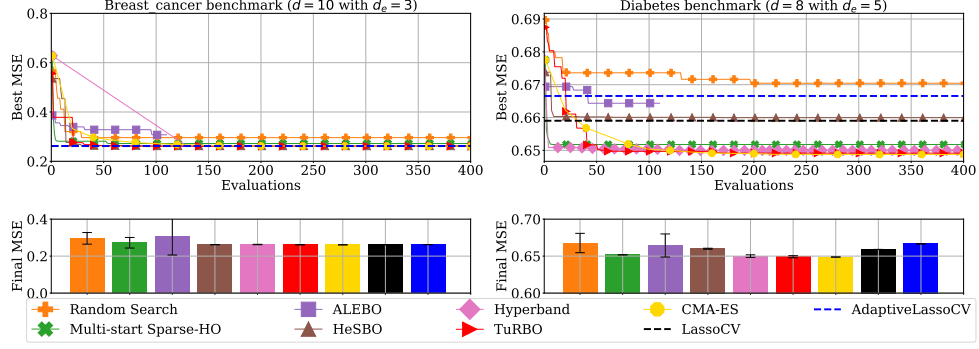 Breast_cancer benchmark (d = 10 with dₑ = 3)
Best MSE
0.8
0.6
0.4
0.2
0 50 100 150 200 250 300 350 400
Evaluations
Diabetes benchmark (d = 8 with dₑ = 5)
Best MSE
0.69
0.68
0.67
0.66
0.65
0 50 100 150 200 250 300 350 400
Evaluations
Final MSE
0.4
0.2
0.0
Final MSE
0.70
0.65
0.60
Random Search ALEBO Hyperband CMA-ES AdaptiveLassoCV
Multi-start Sparse-HO HeSBO TuRBO LassoCV